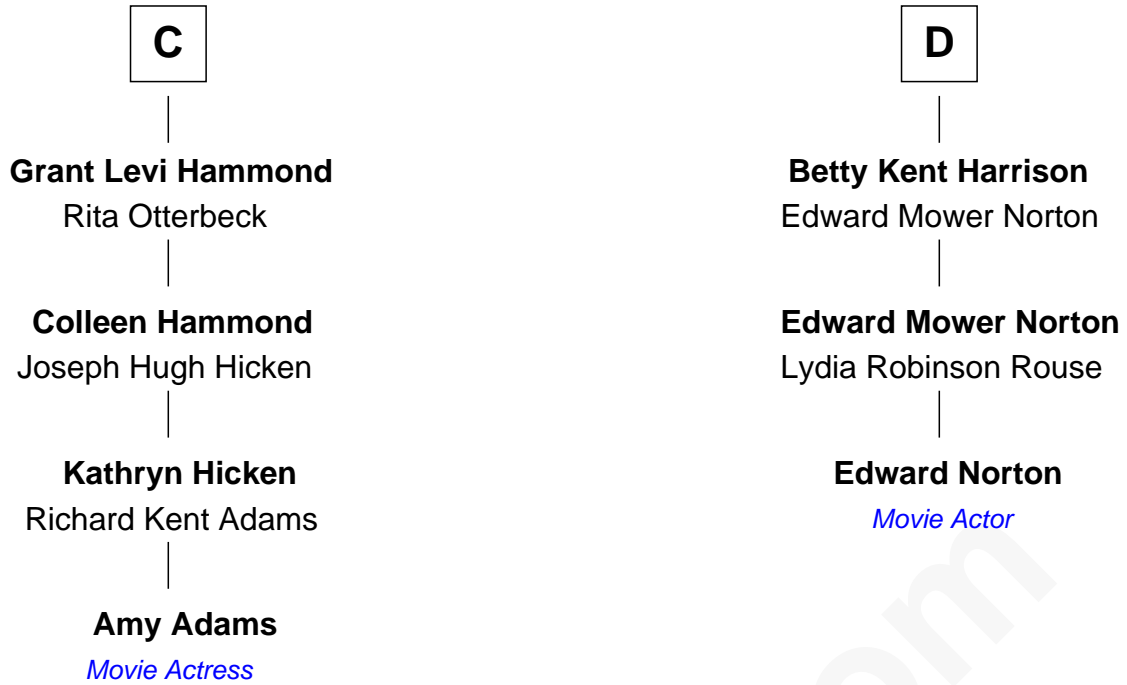 C
Grant Levi Hammond
Rita Otterbeck
Colleen Hammond
Joseph Hugh Hicken
Kathryn Hicken
Richard Kent Adams
Amy Adams
Movie Actress
D
Betty Kent Harrison
Edward Mower Norton
Edward Mower Norton
Lydia Robinson Rouse
Edward Norton
Movie Actor
om